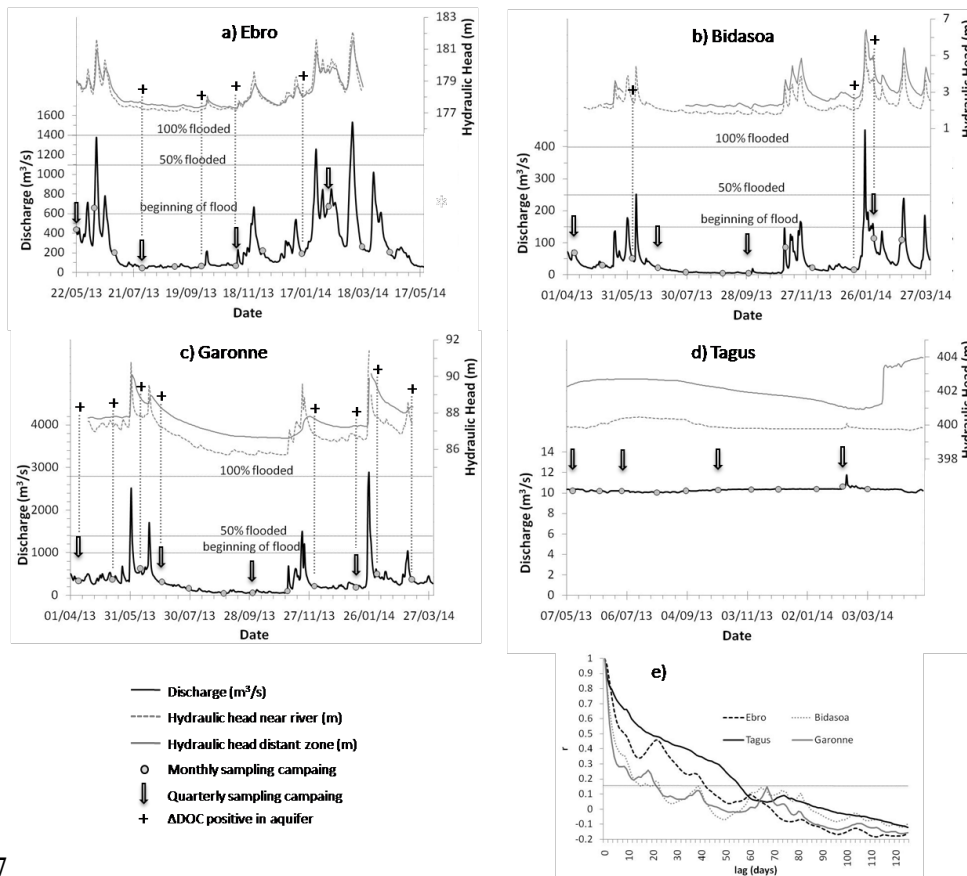 a) Ebro
183
181
179
177
Hydraulic Head (m)
1600
1400
1200
1000
800
600
400
200
0
Discharge (m³/s)
100% flooded
50% flooded
beginning of flood
22/05/13 21/07/13 19/09/13 18/11/13 17/01/14 18/03/14 17/05/14
Date
b) Bidasoa
7
6
5
4
3
2
1
Hydraulic Head (m)
400
300
200
100
0
Discharge (m³/s)
100% flooded
50% flooded
beginning of flood
01/04/13 31/05/13 30/07/13 28/09/13 27/11/13 26/01/14 27/03/14
Date
c) Garonne
92
90
88
86
Hydraulic Head (m)
4000
3000
2000
1000
0
Discharge (m³/s)
100% flooded
50% flooded
beginning of flood
01/04/13 31/05/13 30/07/13 28/09/13 27/11/13 26/01/14 27/03/14
Date
d) Tagus
404
402
400
398
Hydraulic Head (m)
14
12
10
8
6
4
2
0
Discharge (m³/s)
07/05/13 06/07/13 04/09/13 03/11/13 02/01/14 03/03/14
Date
Discharge (m³/s)
Hydraulic head near river (m)
Hydraulic head distant zone (m)
Monthly sampling campaing
Quarterly sampling campaing
ΔDOC positive in aquifer
e)
1
0.9
0.8
0.7
0.6
0.5
0.4
0.3
0.2
0.1
0
-0.1
-0.2
r
Ebro Bidasoa
Tagus Garonne
0 10 20 30 40 50 60 70 80 90 100 110 120
lag (days)
7